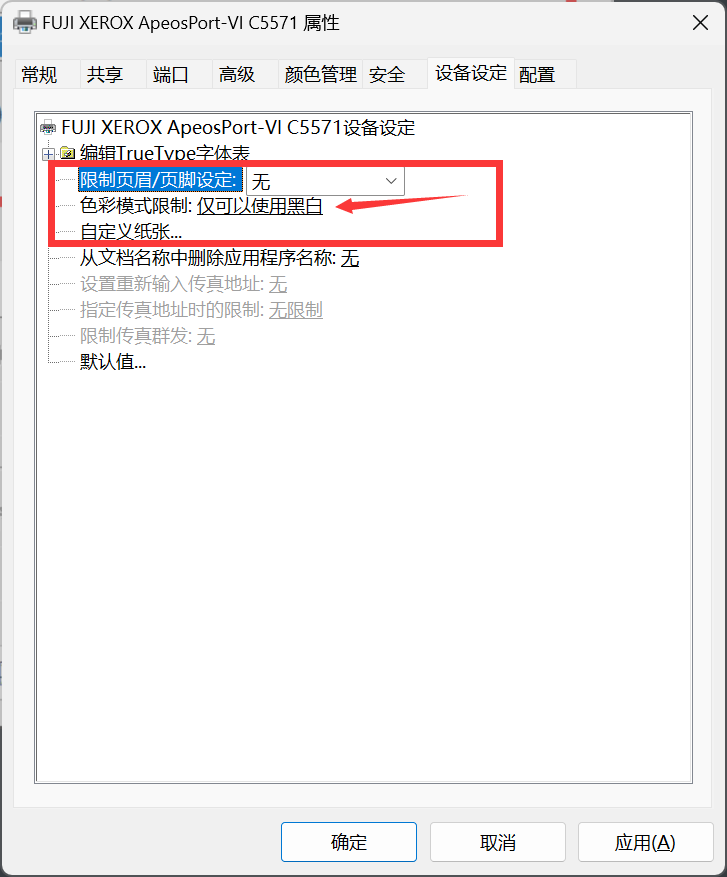 FUJI XEROX ApeosPort-VI C5571 属性
常规 共享 端口 高级 颜色管理 安全 设备设定 配置
FUJI XEROX ApeosPort-VI C5571设备设定
编辑TrueType字体表
限制页眉/页脚设定: 无
色彩模式限制: 仅可以使用黑白
自定义纸张...
从文档名称中删除应用程序名称: 无
设置重新输入传真地址: 无
指定传真地址时的限制: 无限制
限制传真群发: 无
默认值...
确定 取消 应用(A)